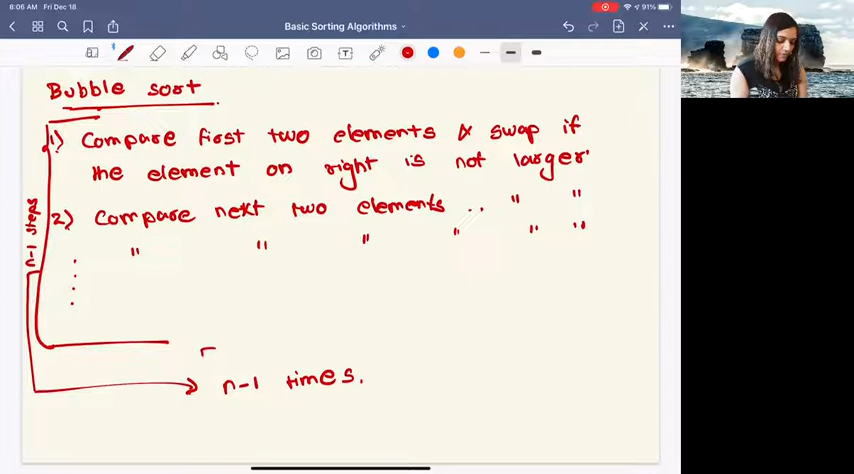 8:06 AM Fri Dec 18
91%
Basic Sorting Algorithms
T
Bubble sort
1) Compare first two elements & swap if
the element on right is not larger
2) Compare next two elements .. " "
" " " " " "
n-1 steps
n-1 times.